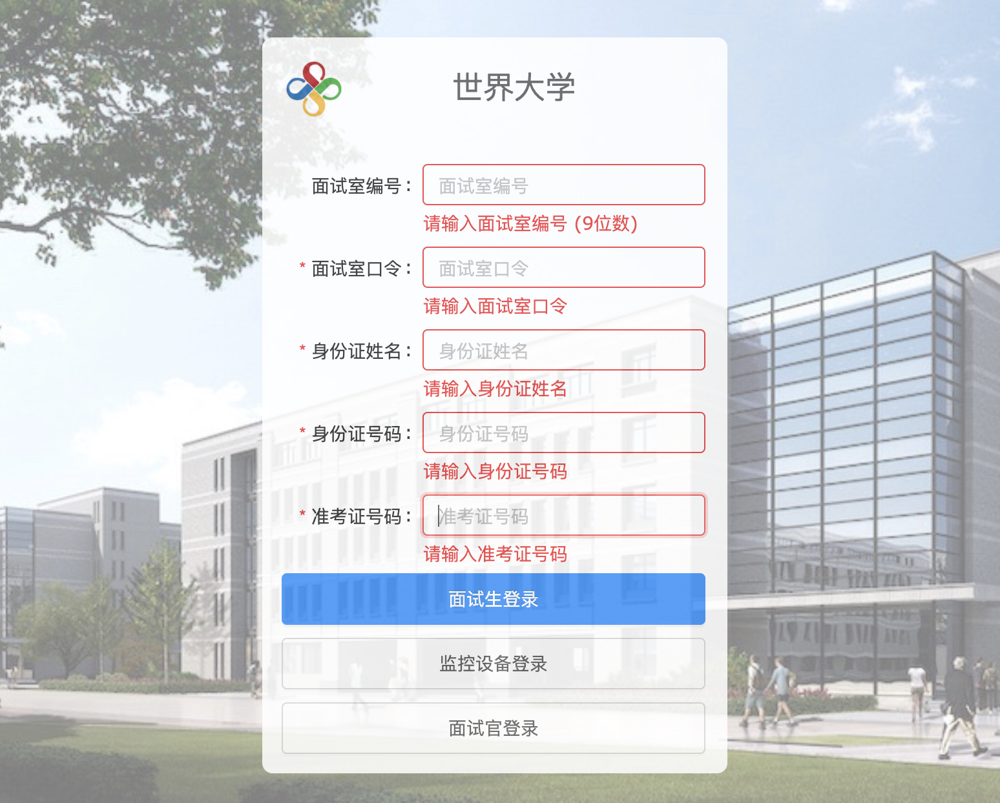 世界大学
面试室编号: 面试室编号
请输入面试室编号 (9位数)
* 面试室口令: 面试室口令
请输入面试室口令
* 身份证姓名: 身份证姓名
请输入身份证姓名
* 身份证号码: 身份证号码
请输入身份证号码
* 准考证号码: 准考证号码
请输入准考证号码
面试生登录
监控设备登录
面试官登录